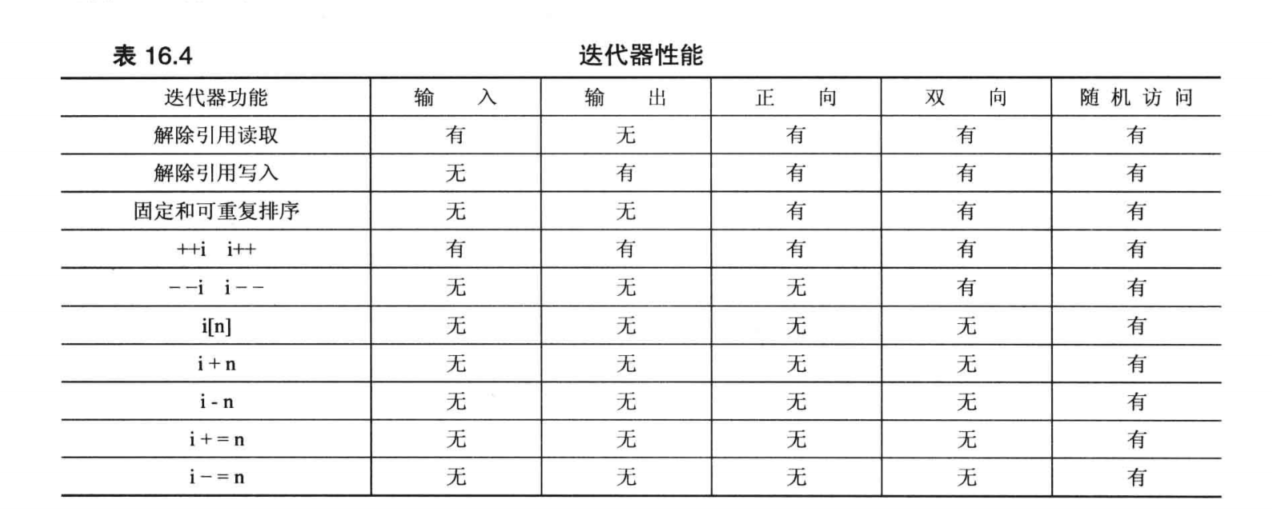 表 16.4 迭代器性能
迭代器功能 输 入 输 出 正 向 双 向 随 机 访 问
解除引用读取 有 无 有 有 有
解除引用写入 无 有 有 有 有
固定和可重复排序 无 无 有 有 有
++i i++ 有 有 有 有 有
--i i-- 无 无 无 有 有
i[n] 无 无 无 无 有
i + n 无 无 无 无 有
i - n 无 无 无 无 有
i + = n 无 无 无 无 有
i - = n 无 无 无 无 有